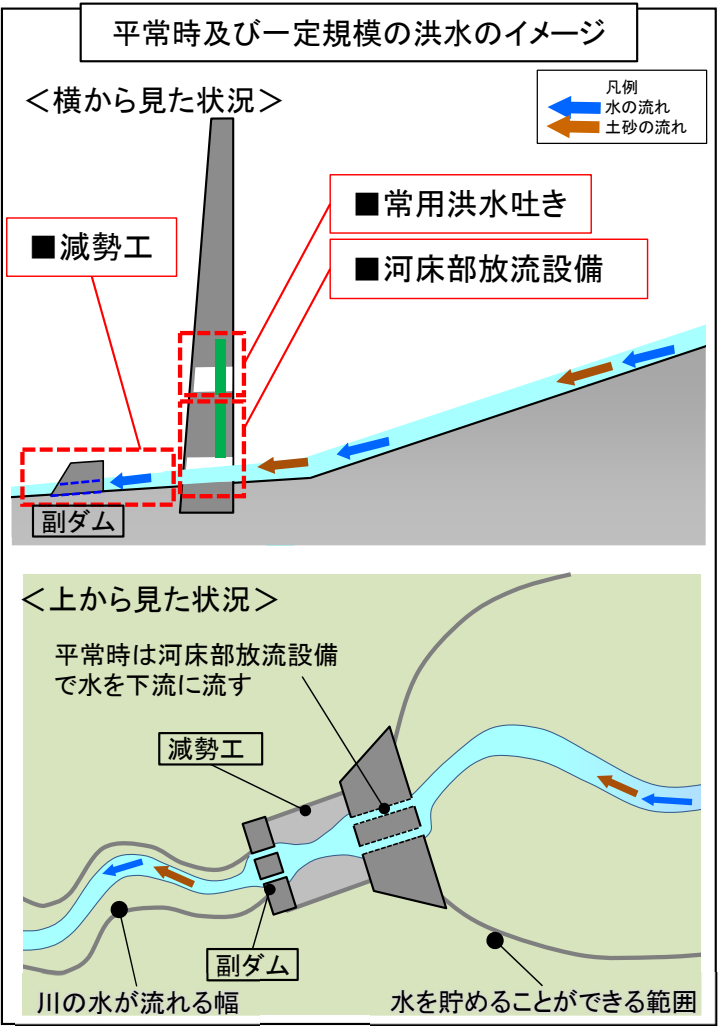 平常時及び一定規模の洪水のイメージ
＜横から見た状況＞
凡例
水の流れ
土砂の流れ
■常用洪水吐き
■減勢工
■河床部放流設備
副ダム
＜上から見た状況＞
平常時は河床部放流設備
で水を下流に流す
減勢工
副ダム
川の水が流れる幅
水を貯めることができる範囲